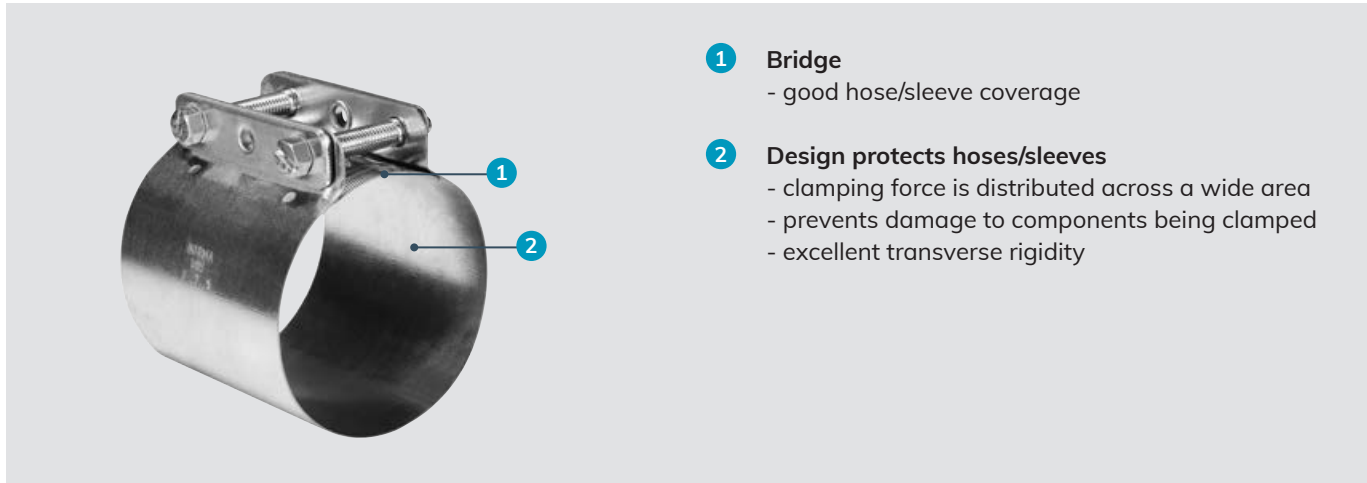 1 Bridge
- good hose/sleeve coverage
2 Design protects hoses/sleeves
- clamping force is distributed across a wide area
- prevents damage to components being clamped
- excellent transverse rigidity
1
2